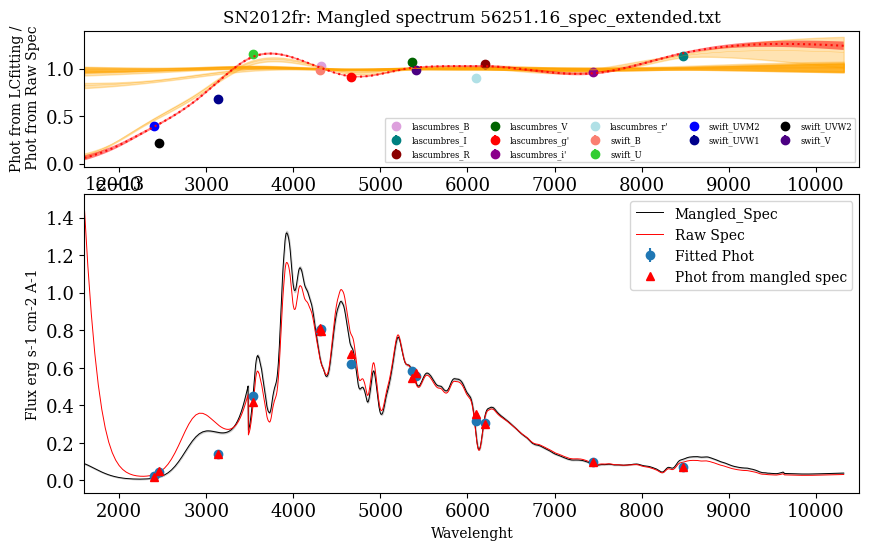 SN2012fr: Mangled spectrum 56251.16_spec_extended.txt
Phot from LCfitting /
Phot from Raw Spec
1.0
0.5
0.0
lascumbres_B
lascumbres_I
lascumbres_R
lascumbres_V
lascumbres_g'
lascumbres_i'
lascumbres_r'
swift_B
swift_U
swift_UVM2
swift_UVW1
swift_UVW2
swift_V
2000 3000 4000 5000 6000 7000 8000 9000 10000
1e−13
Flux erg s-1 cm-2 A-1
1.4
1.2
1.0
0.8
0.6
0.4
0.2
0.0
Mangled_Spec
Raw Spec
Fitted Phot
Phot from mangled spec
2000 3000 4000 5000 6000 7000 8000 9000 10000
Wavelenght